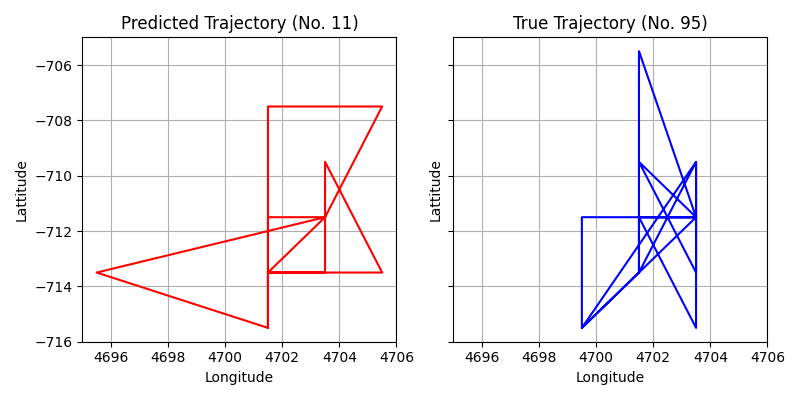 Predicted Trajectory (No. 11)
True Trajectory (No. 95)
Lattitude
−706
−708
−710
−712
−714
−716
4696 4698 4700 4702 4704 4706
Longitude
Lattitude
4696 4698 4700 4702 4704 4706
Longitude